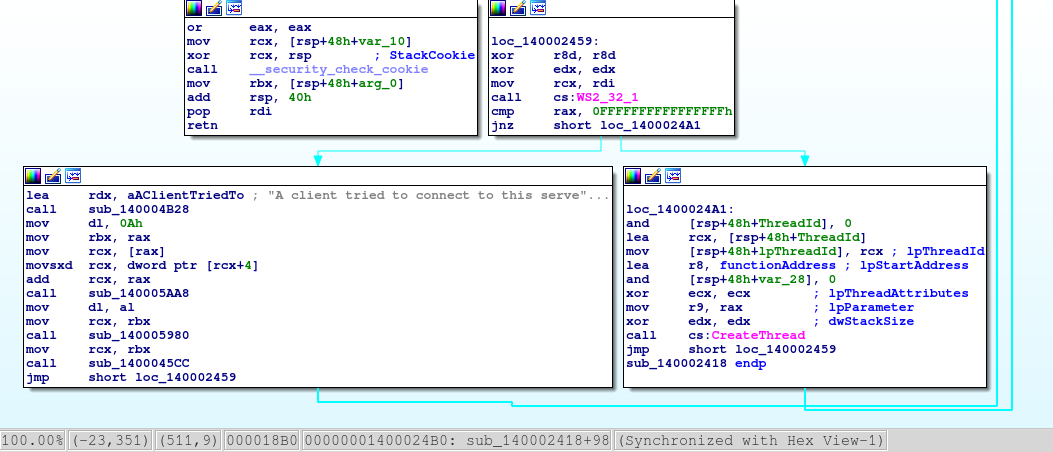 or      eax, eax
mov     rcx, [rsp+48h+var_10]
xor     rcx, rsp        ; StackCookie
call    __security_check_cookie
mov     rbx, [rsp+48h+arg_0]
add     rsp, 40h
pop     rdi
retn
loc_140002459:
xor     r8d, r8d
xor     edx, edx
mov     rcx, rdi
call    cs:WS2_32_1
cmp     rax, 0FFFFFFFFFFFFFFFFh
jnz     short loc_1400024A1
lea     rdx, aAClientTriedTo ; "A client tried to connect to this serve"...
call    sub_140004B28
mov     dl, 0Ah
mov     rbx, rax
mov     rcx, [rax]
movsxd  rcx, dword ptr [rcx+4]
add     rcx, rax
call    sub_140005AA8
mov     dl, al
mov     rcx, rbx
call    sub_140005980
mov     rcx, rbx
call    sub_1400045CC
jmp     short loc_140002459
loc_1400024A1:
and     [rsp+48h+ThreadId], 0
lea     rcx, [rsp+48h+ThreadId]
mov     [rsp+48h+lpThreadId], rcx ; lpThreadId
lea     r8, functionAddress ; lpStartAddress
and     [rsp+48h+var_28], 0
xor     ecx, ecx        ; lpThreadAttributes
mov     r9, rax         ; lpParameter
xor     edx, edx        ; dwStackSize
call    cs:CreateThread
jmp     short loc_140002459
sub_140002418 endp
100.00% (-23,351) (511,9) 000018B0 00000001400024B0: sub_140002418+98 (Synchronized with Hex View-1)